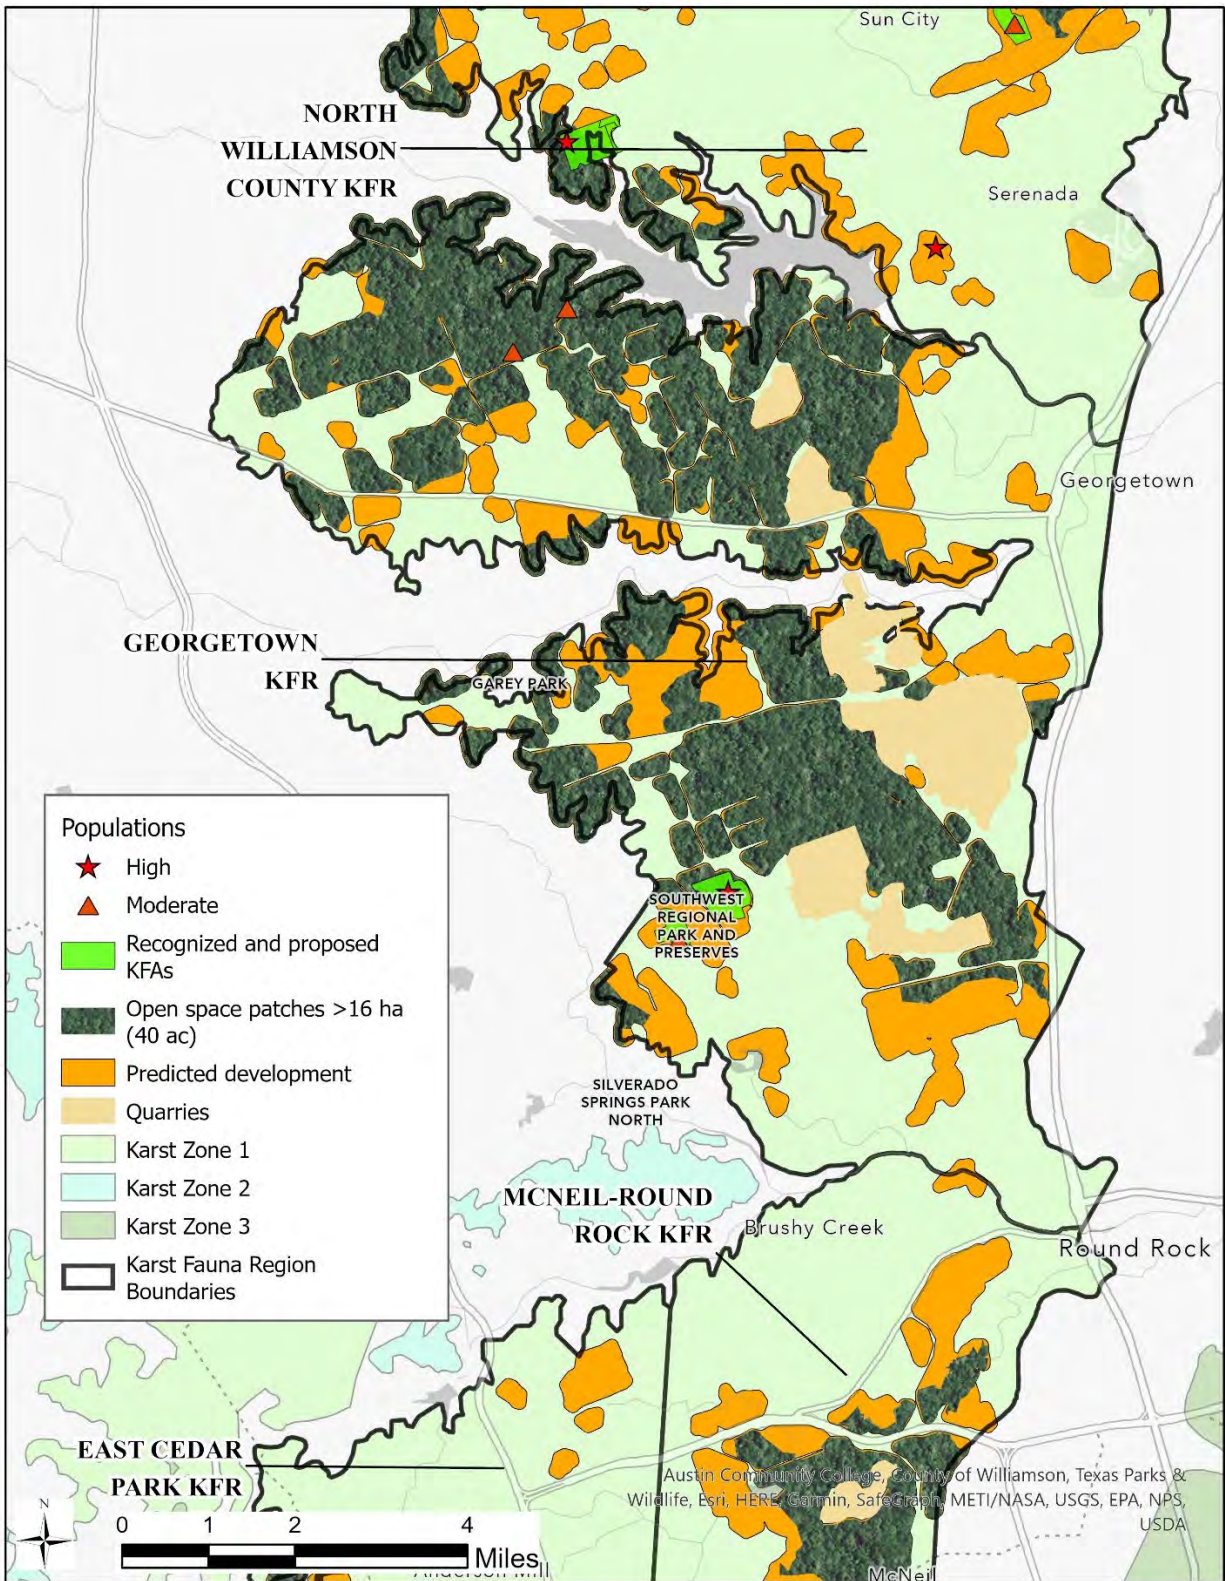 Sun City
NORTH
WILLIAMSON
COUNTY KFR
Serenada
Georgetown
GEORGETOWN
KFR
GAREY PARK
Populations
High
Moderate
Recognized and proposed
KFAs
Open space patches >16 ha
(40 ac)
Predicted development
Quarries
Karst Zone 1
Karst Zone 2
Karst Zone 3
Karst Fauna Region
Boundaries
SOUTHWEST
REGIONAL
PARK AND
PRESERVES
SILVERADO
SPRINGS PARK
NORTH
MCNEIL-ROUND
ROCK KFR
Brushy Creek
Round Rock
EAST CEDAR
PARK KFR
Austin Community College, County of Williamson, Texas Parks &
Wildlife, Esri, HERE, Garmin, SafeGraph, METI/NASA, USGS, EPA, NPS,
USDA
N
0 1 2 4
Miles
Anderson Mill
McNeil